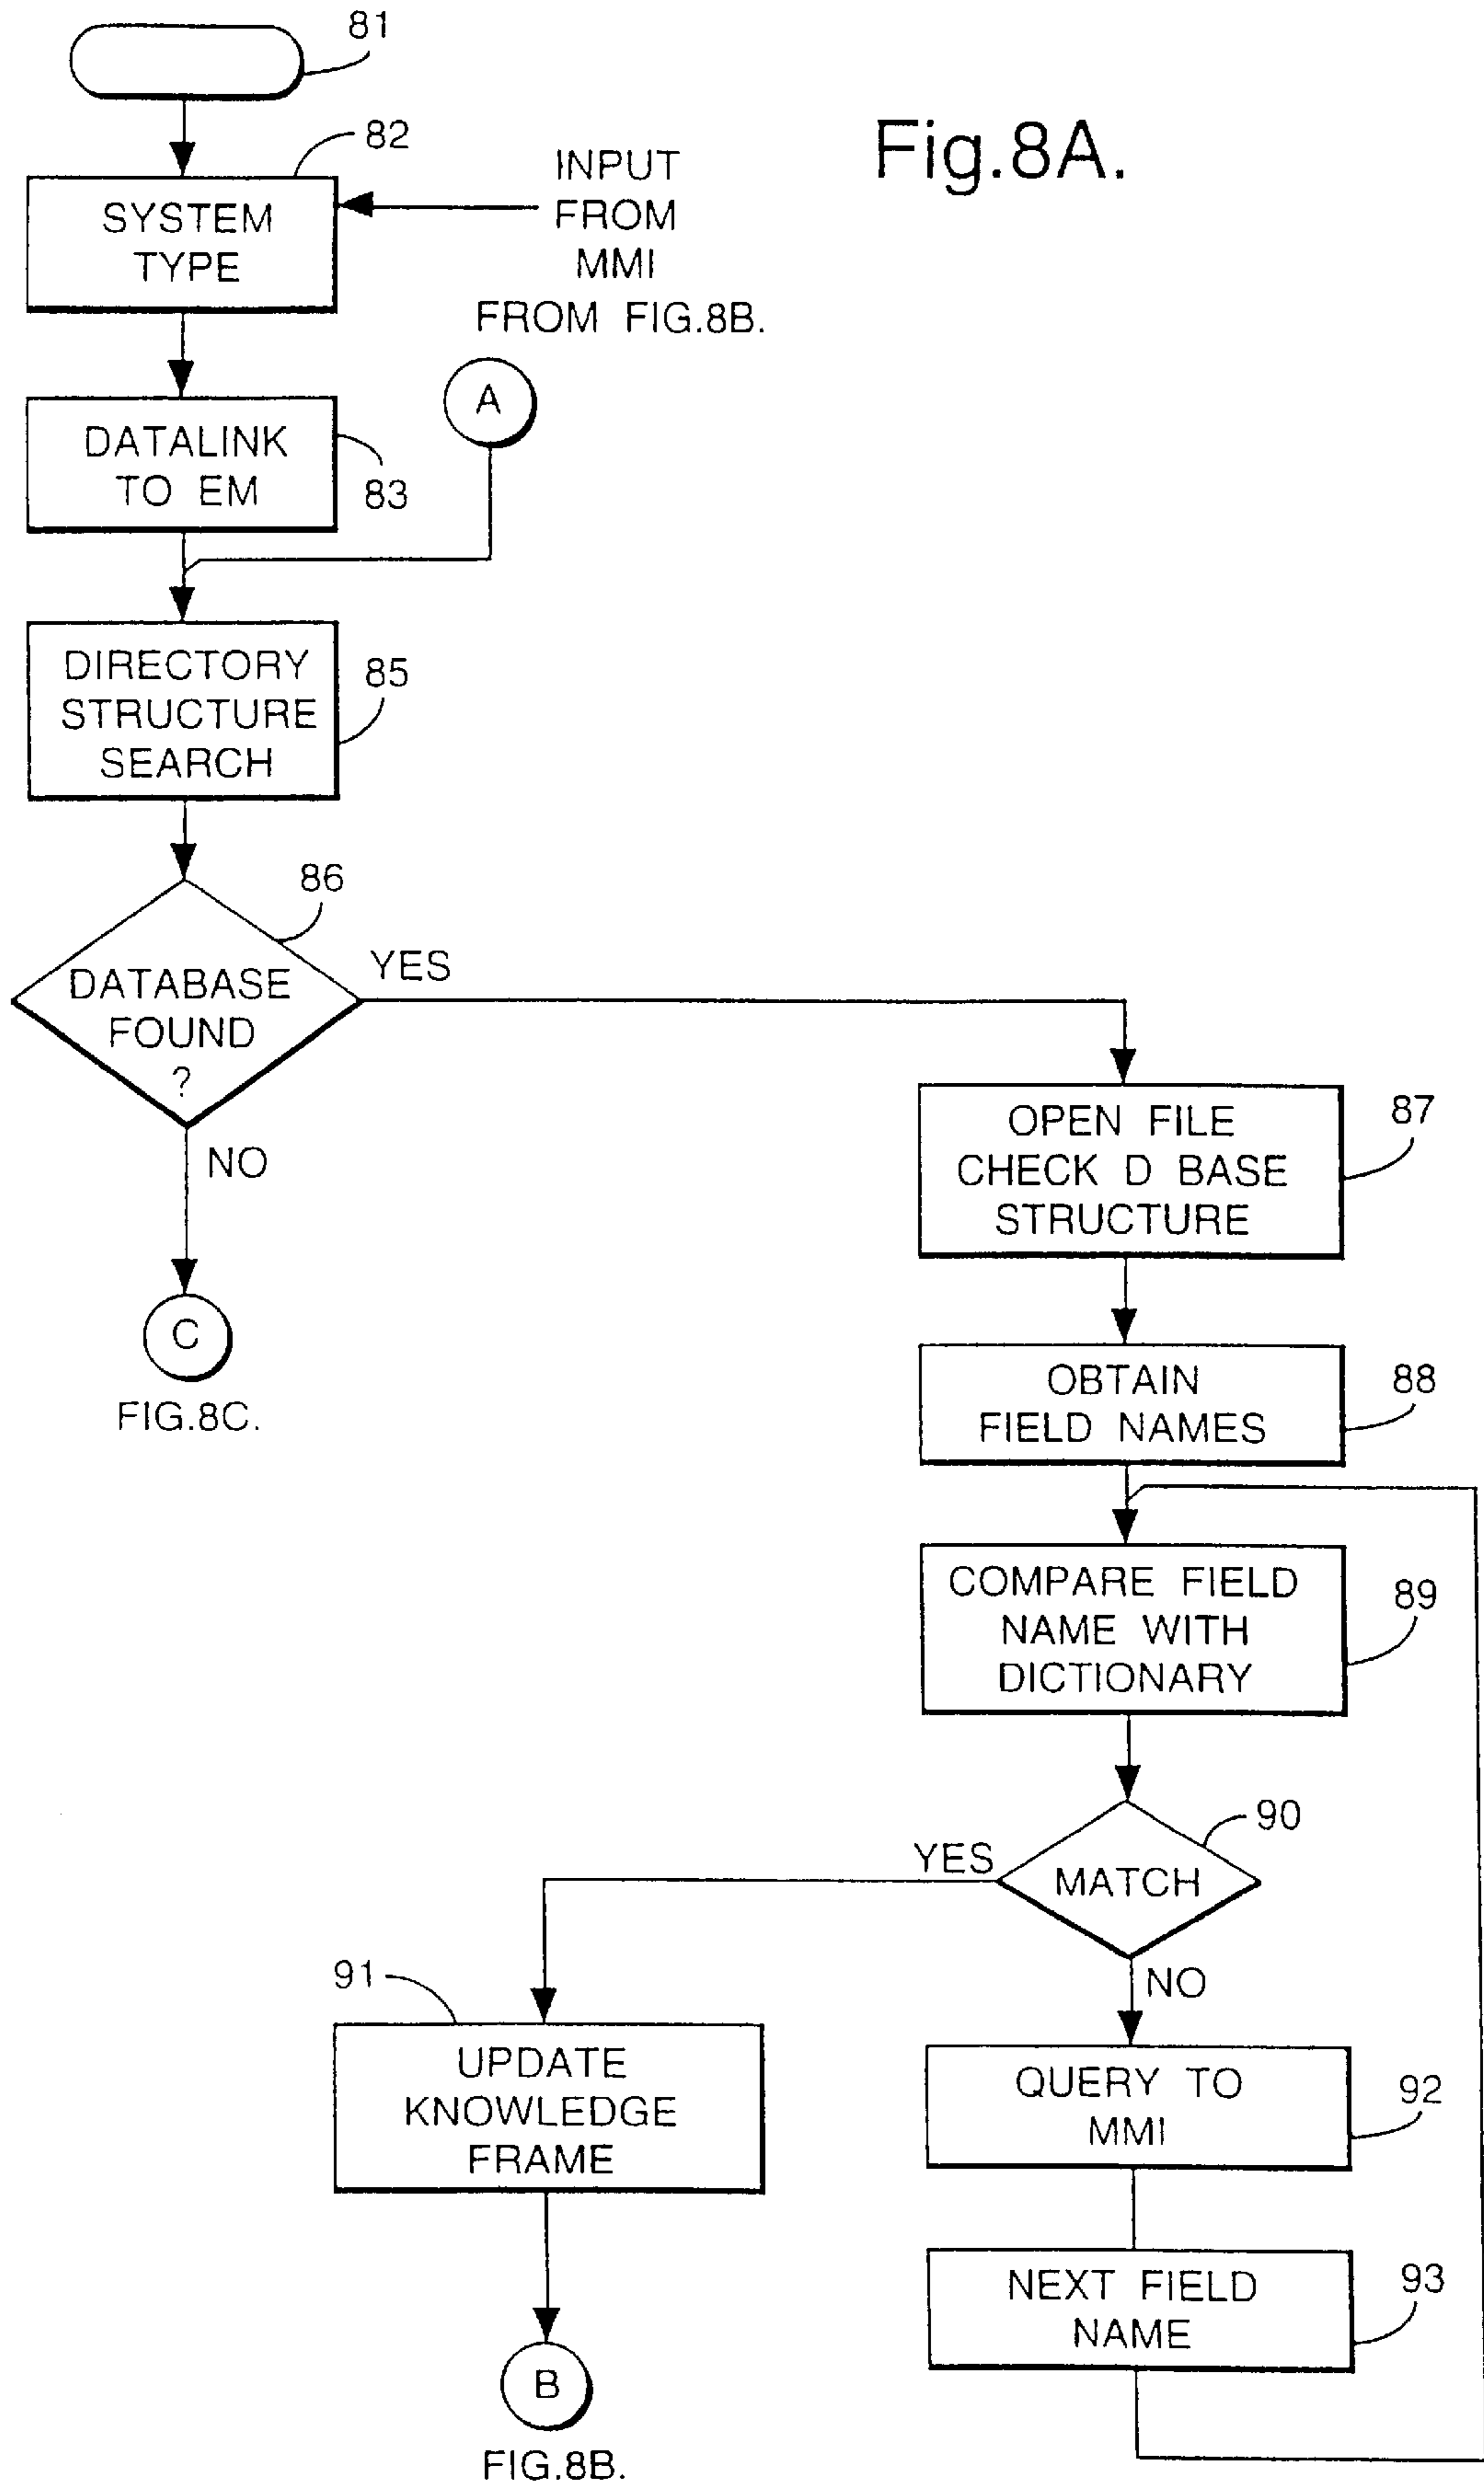 81
Fig.8A.
82
INPUT
FROM
MMI
FROM FIG.8B.
SYSTEM
TYPE
A
DATALINK
TO EM
83
DIRECTORY
STRUCTURE
SEARCH
85
86
DATABASE
FOUND
?
YES
NO
C
FIG.8C.
OPEN FILE
CHECK D BASE
STRUCTURE
87
OBTAIN
FIELD NAMES
88
COMPARE FIELD
NAME WITH
DICTIONARY
89
90
MATCH
YES
NO
91
UPDATE
KNOWLEDGE
FRAME
QUERY TO
MMI
92
NEXT FIELD
NAME
93
B
FIG.8B.